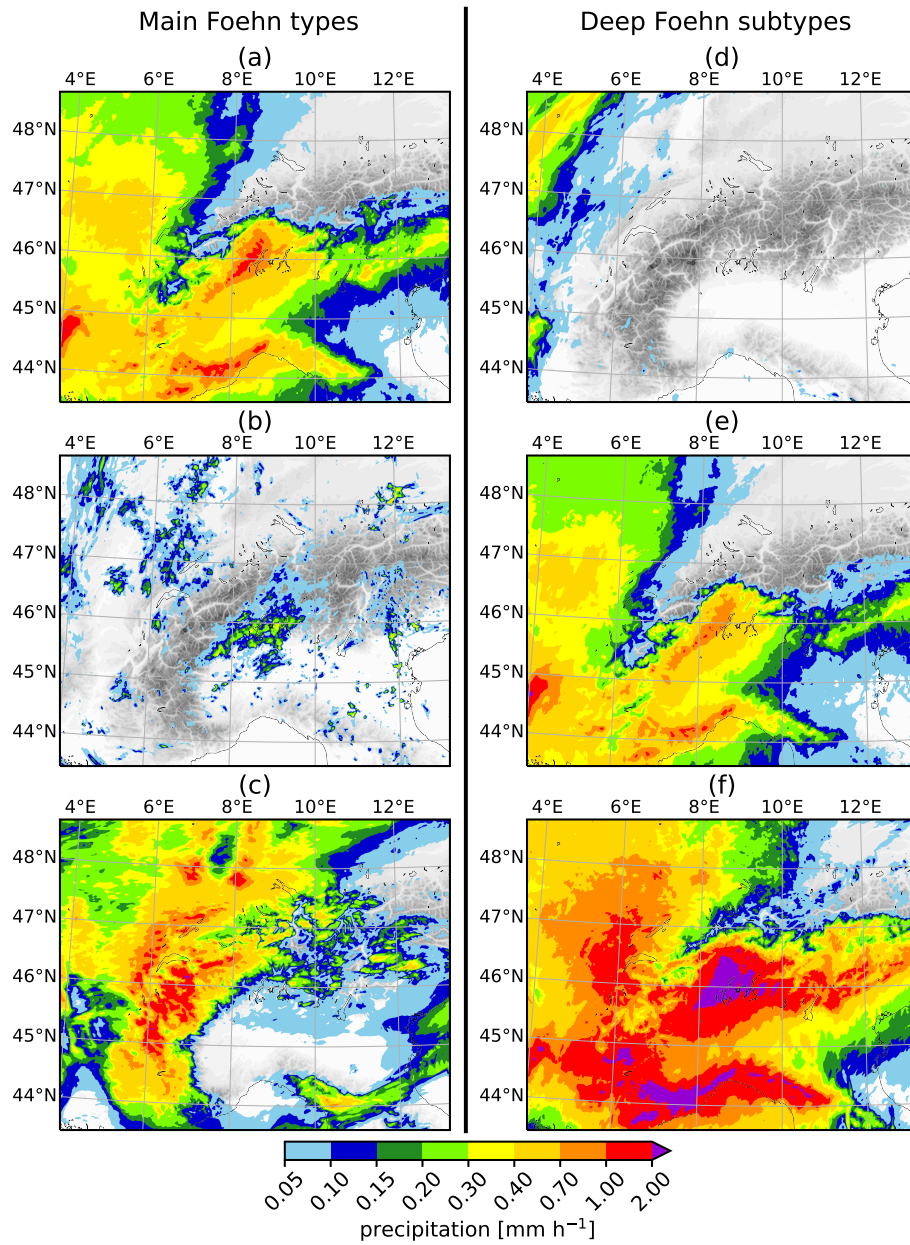 Main Foehn types
Deep Foehn subtypes
(a)
4°E 6°E 8°E 10°E 12°E
48°N
47°N
46°N
45°N
44°N
(d)
4°E 6°E 8°E 10°E 12°E
48°N
47°N
46°N
45°N
44°N
(b)
4°E 6°E 8°E 10°E 12°E
48°N
47°N
46°N
45°N
44°N
(e)
4°E 6°E 8°E 10°E 12°E
48°N
47°N
46°N
45°N
44°N
(c)
4°E 6°E 8°E 10°E 12°E
48°N
47°N
46°N
45°N
44°N
(f)
4°E 6°E 8°E 10°E 12°E
48°N
47°N
46°N
45°N
44°N
0.05 0.10 0.15 0.20 0.30 0.40 0.70 1.00 2.00
precipitation [mm h⁻¹]